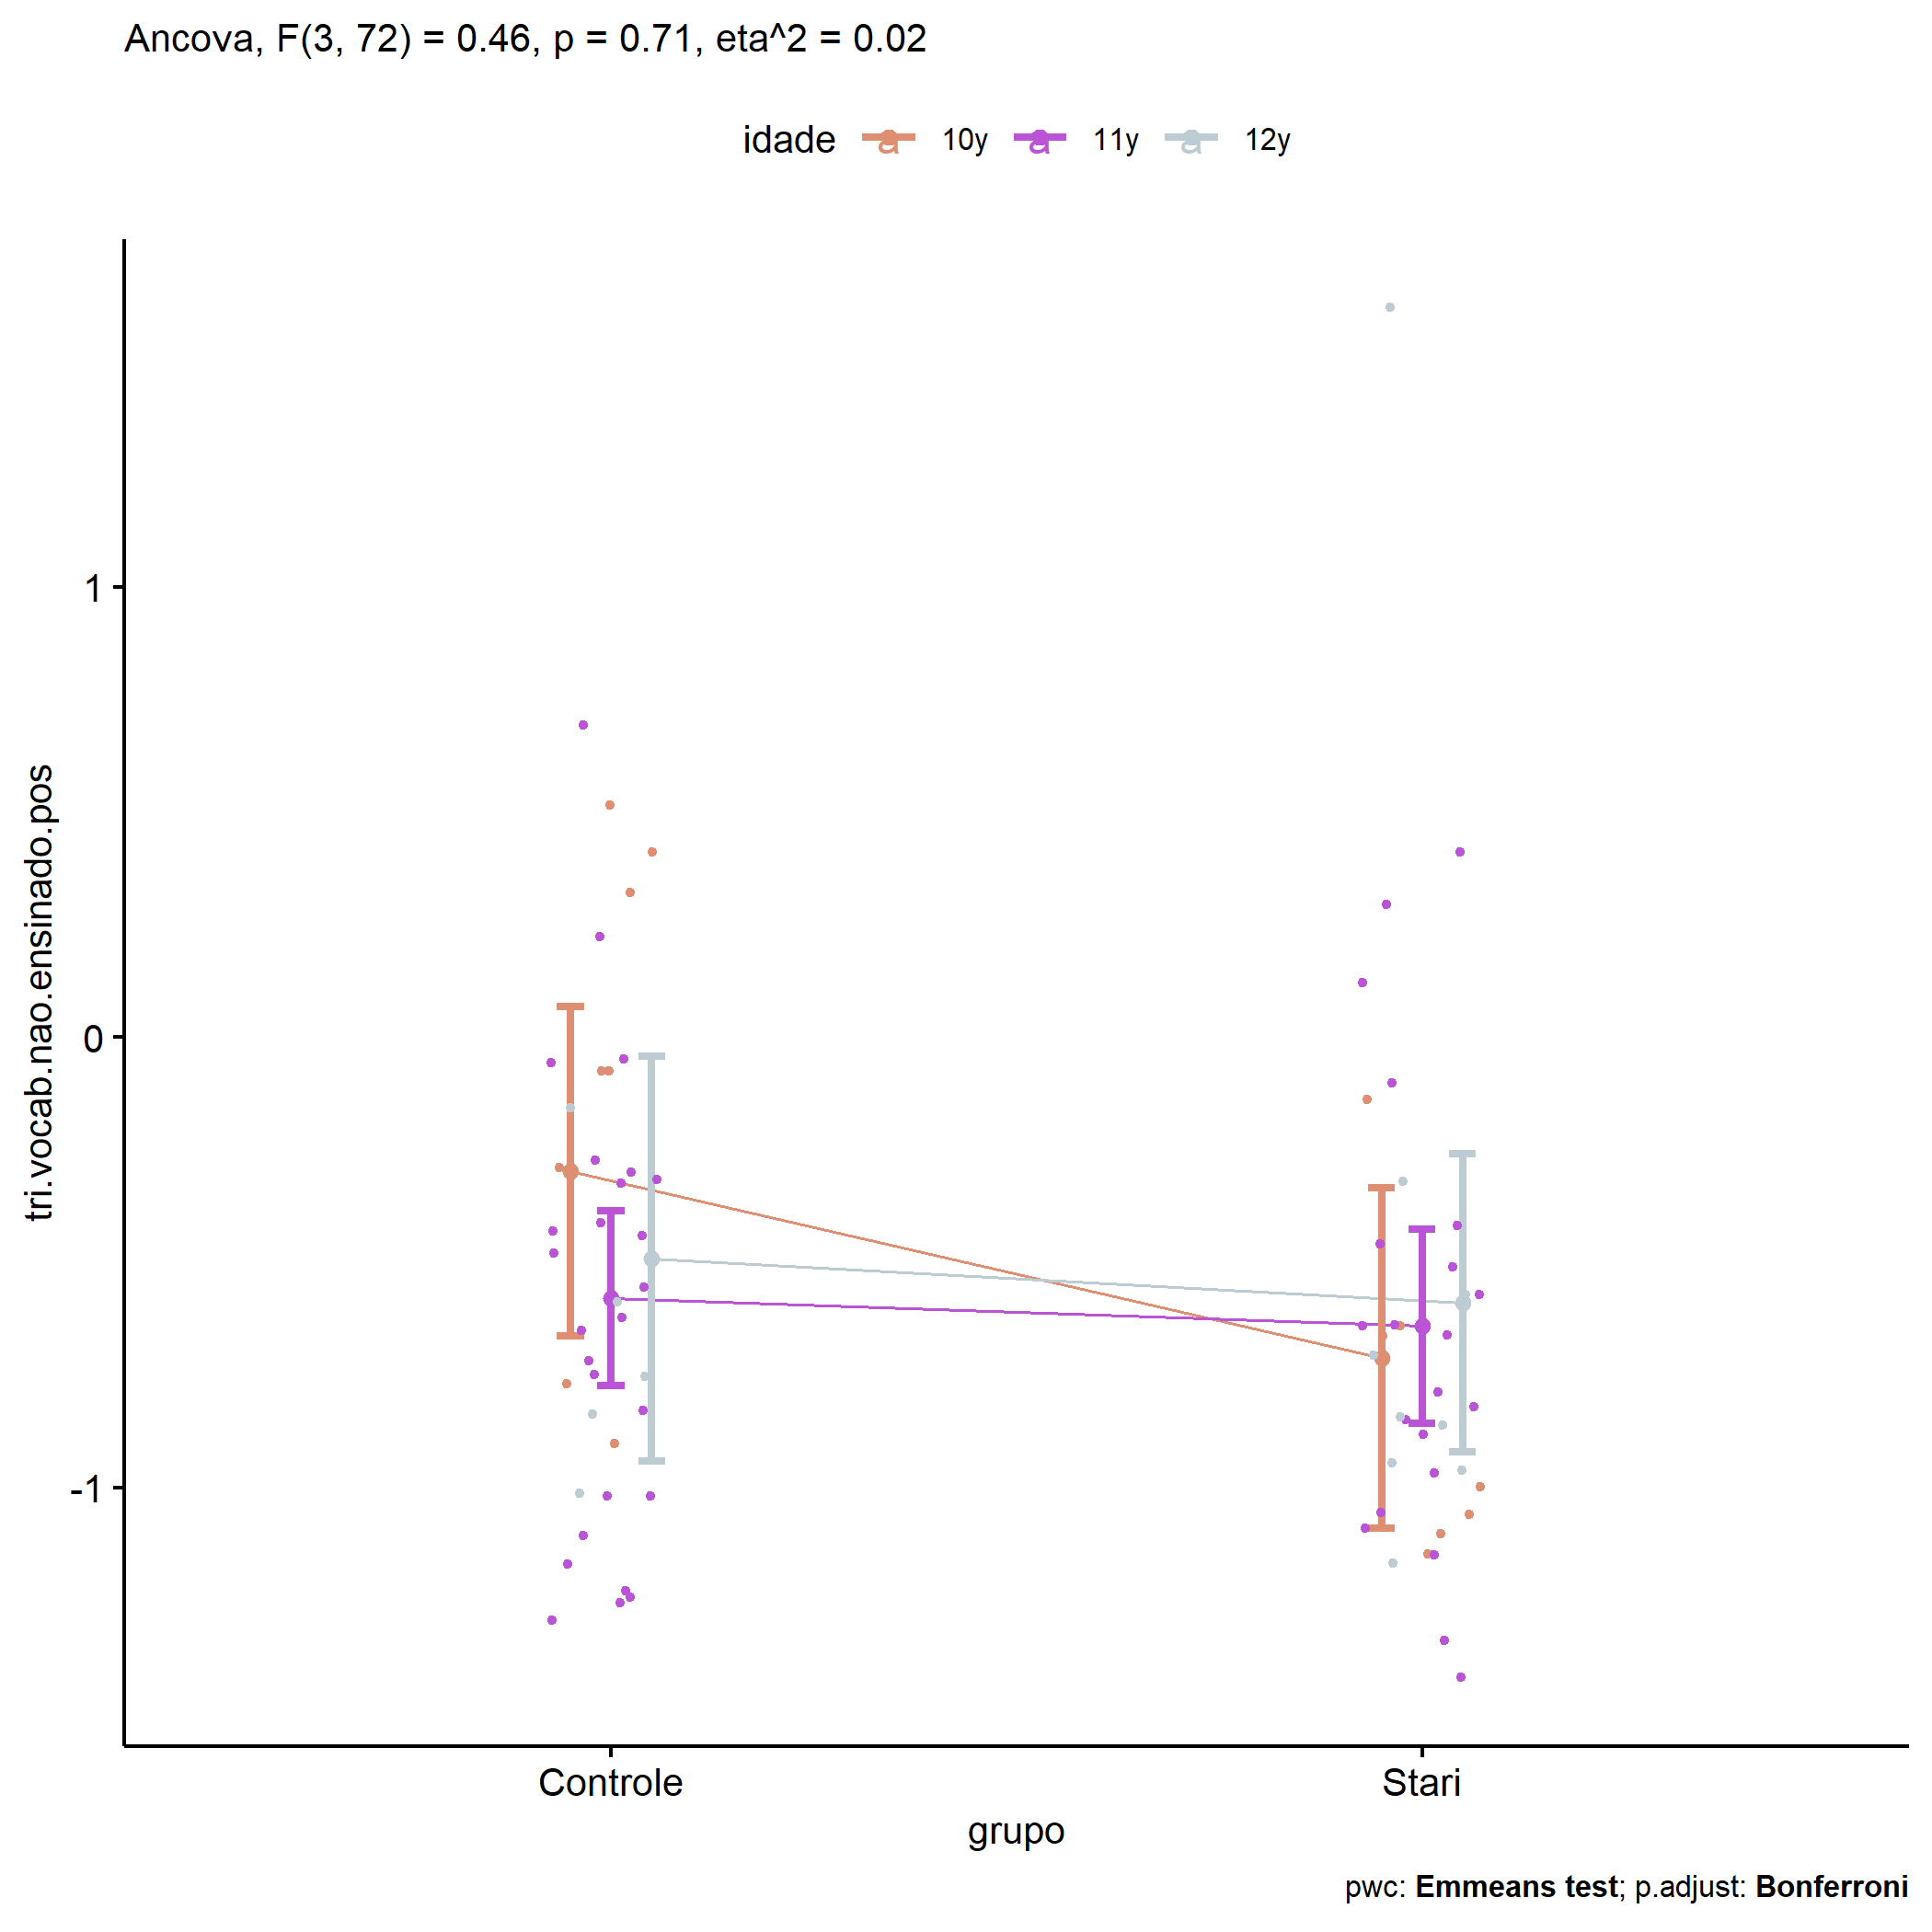 Ancova, F(3, 72) = 0.46, p = 0.71, eta^2 = 0.02
idade a 10y a 11y a 12y
tri.vocab.nao.ensinado.pos
1
0
-1
Controle Stari
grupo
pwc: Emmeans test; p.adjust: Bonferroni